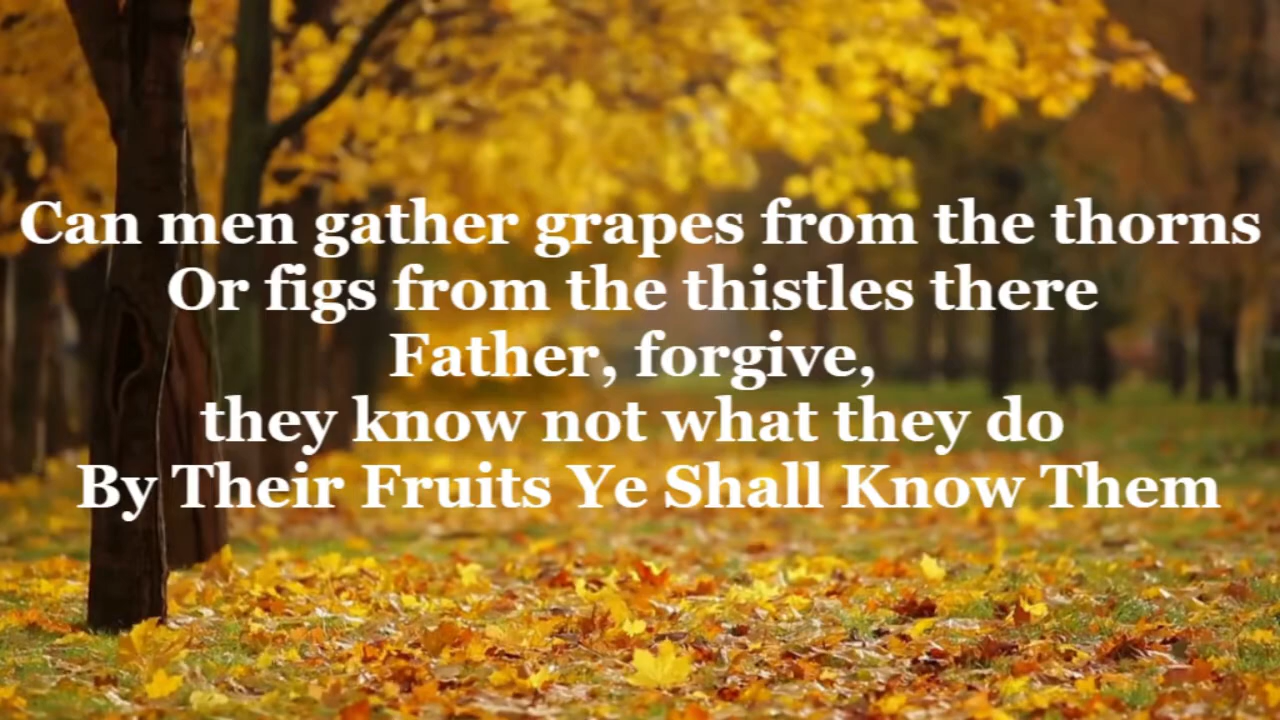 Can men gather grapes from the thorns
Or figs from the thistles there
Father, forgive,
they know not what they do
By Their Fruits Ye Shall Know Them